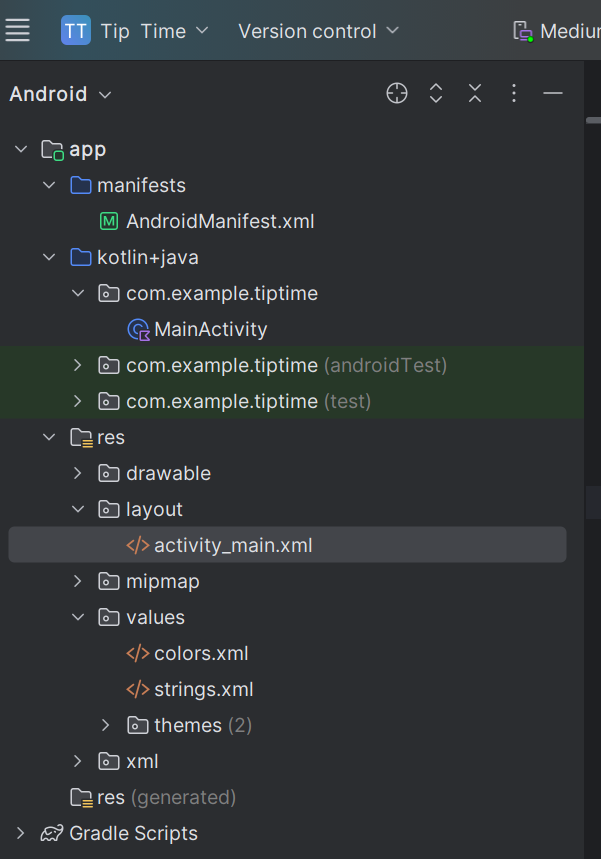 TT Tip Time Version control Mediur
Android
app
manifests
M AndroidManifest.xml
kotlin+java
com.example.tiptime
MainActivity
com.example.tiptime (androidTest)
com.example.tiptime (test)
res
drawable
layout
</> activity_main.xml
mipmap
values
</> colors.xml
</> strings.xml
themes (2)
xml
res (generated)
Gradle Scripts